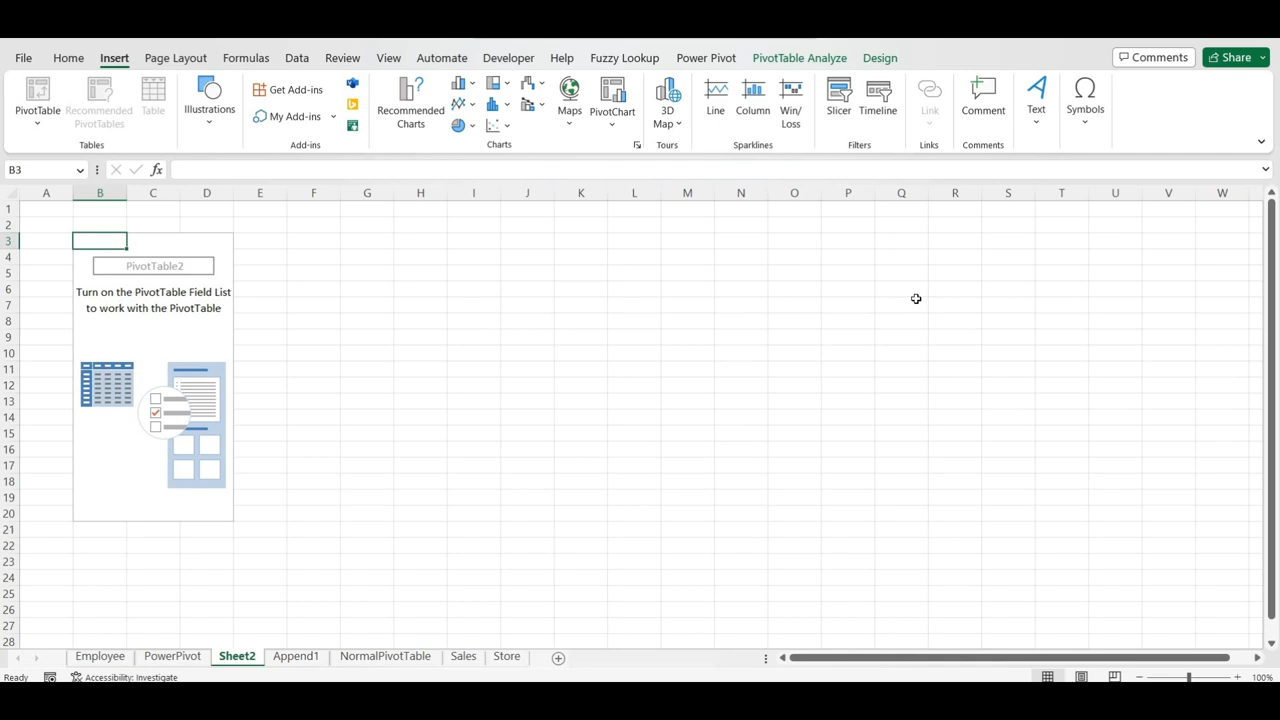 File Home Insert Page Layout Formulas Data Review View Automate Developer Help Fuzzy Lookup Power Pivot PivotTable Analyze Design Comments Share
PivotTable
Recommended
PivotTables
Table
Tables
Illustrations
Get Add-ins
My Add-ins
Add-ins
Recommended
Charts
Maps
PivotChart
Charts
3D
Map
Tours
Line
Column
Win/
Loss
Sparklines
Slicer
Timeline
Filters
Link
Links
Comment
Comments
Text
Symbols
B3 fx
A B C D E F G H I J K L M N O P Q R S T U V W
1
2
3
4
5
6
7
8
9
10
11
12
13
14
15
16
17
18
19
20
21
22
23
24
25
26
27
28
PivotTable2
Turn on the PivotTable Field List
to work with the PivotTable
Employee PowerPivot Sheet2 Append1 NormalPivotTable Sales Store
Ready Accessibility: Investigate 100%